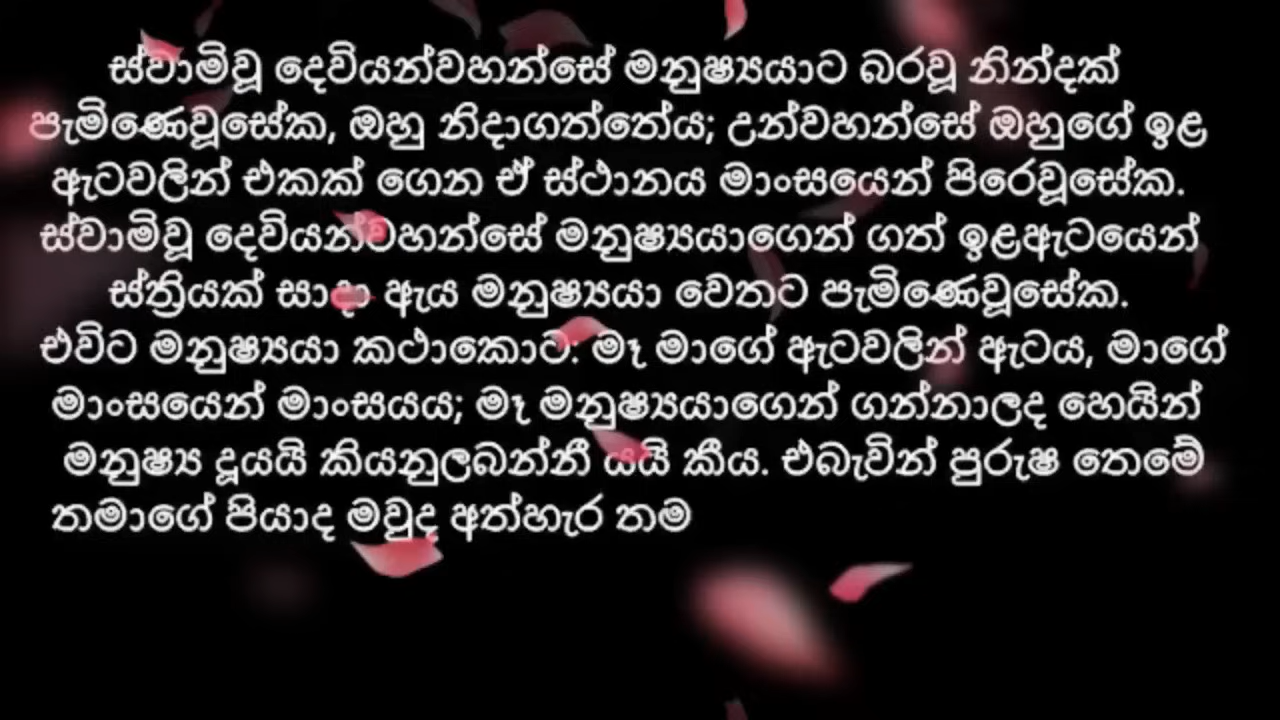 ස්වාමිවූ දෙවියන්වහන්සේ මනුෂ්‍යයාට බරවූ නින්දක්
පැමිණෙවූසේක, ඔහු නිදාගත්තේය; උන්වහන්සේ ඔහුගේ ඉළ
ඇටවලින් එකක් ගෙන ඒ ස්ථානය මාංසයෙන් පිරෙවූසේක.
ස්වාමිවූ දෙවියන්වහන්සේ මනුෂ්‍යයාගෙන් ගත් ඉළඇටයෙන්
ස්ත්‍රියක් සාදා ඇය මනුෂ්‍යයා වෙනට පැමිණෙවූසේක.
එවිට මනුෂ්‍යයා කථාකොට: මෑ මාගේ ඇටවලින් ඇටය, මාගේ
මාංසයෙන් මාංසයය; මෑ මනුෂ්‍යයාගෙන් ගන්නාලද හෙයින්
මනුෂ්‍ය දූයයි කියනුලබන්නී යයි කීය. එබැවින් පුරුෂ තෙමේ
තමාගේ පියාද මවුද අත්හැර තම